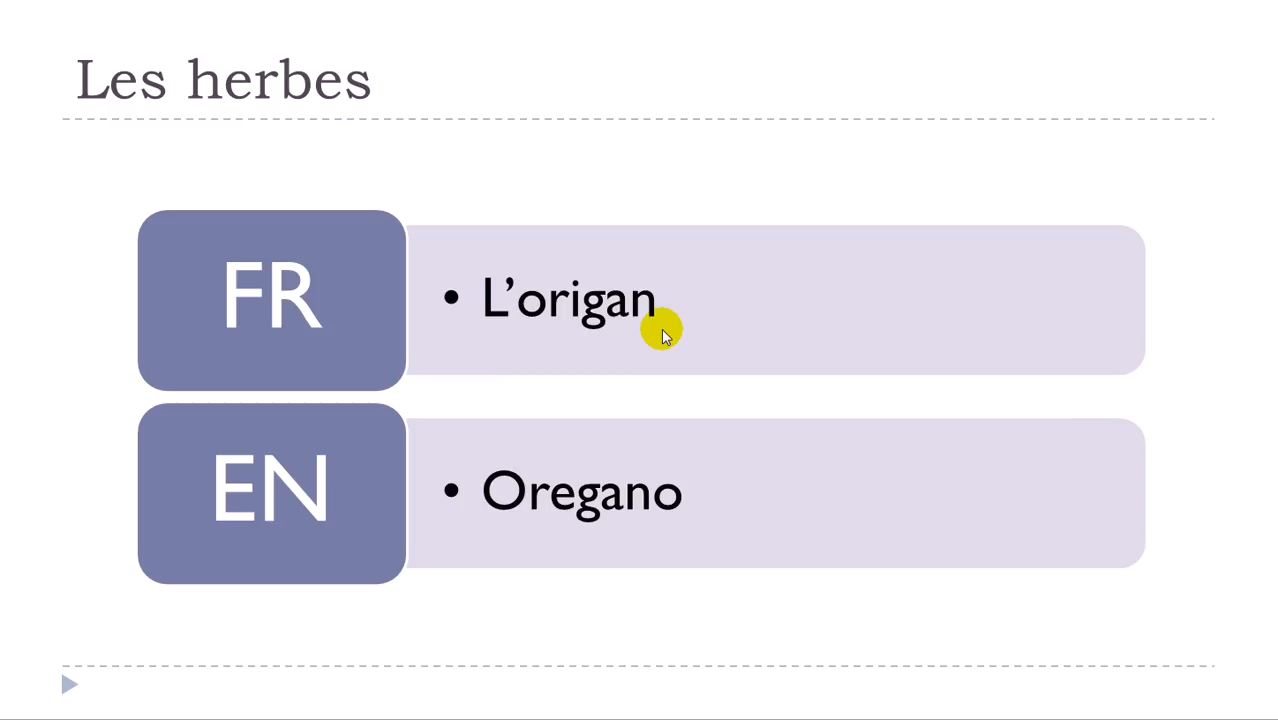 Les herbes
FR
• L’origan
EN
• Oregano